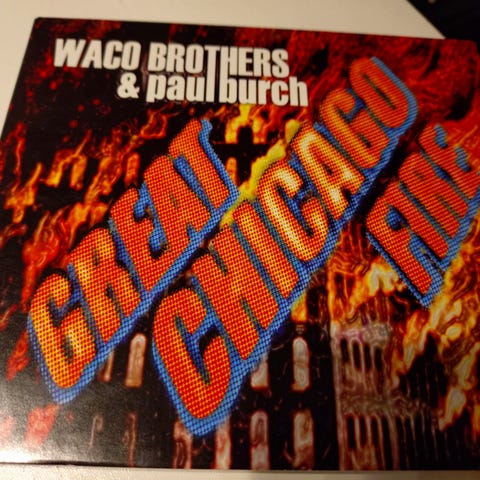 WACO BROTHERS
& paul burch
GREAT
CHICAGO
FIRE